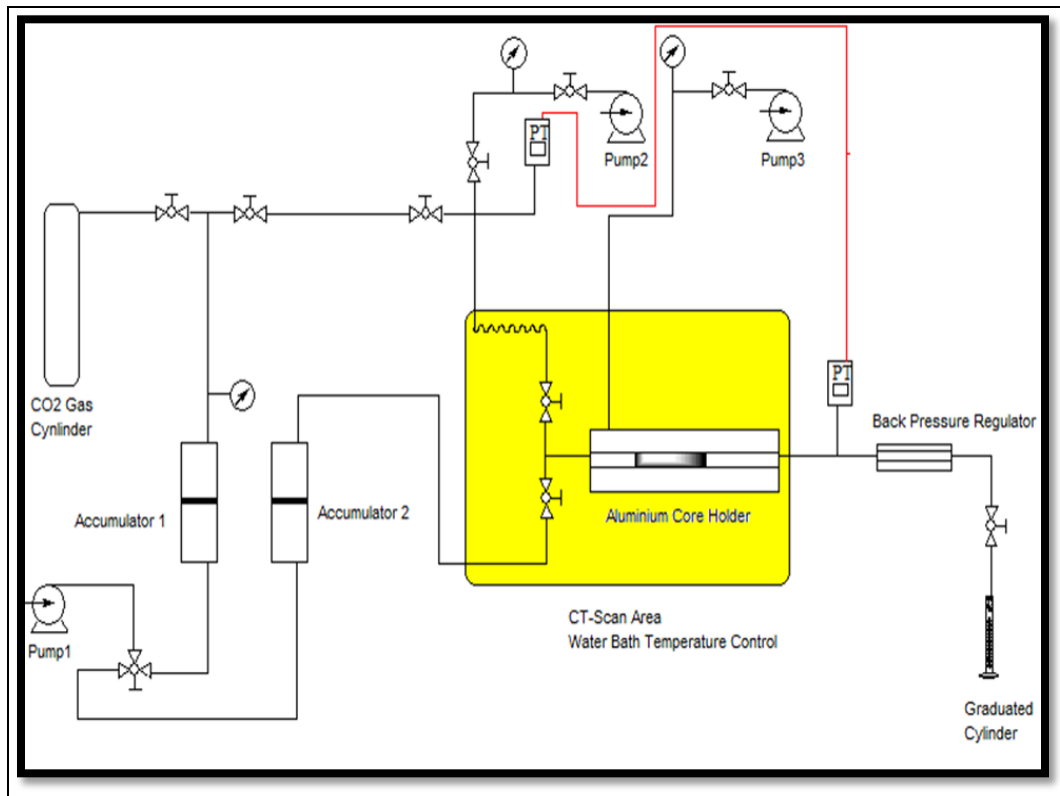 PT
Pump2
Pump3
CO2 Gas
Cynlinder
PT
Back Pressure Regulator
Accumulator 1
Accumulator 2
Aluminium Core Holder
Pump1
CT-Scan Area
Water Bath Temperature Control
Graduated
Cylinder